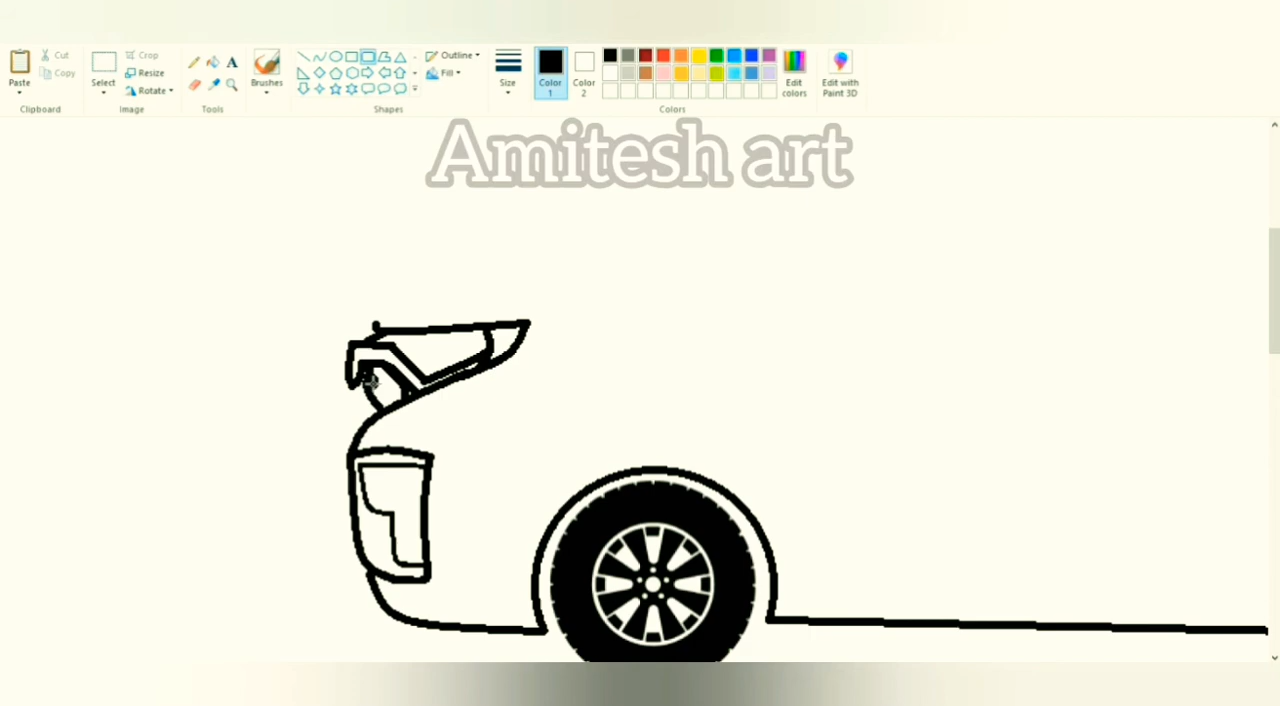 Paste
Cut
Copy
Clipboard
Select
Crop
Resize
Rotate
Image
A
Tools
Brushes
Shapes
Outline
Fill
Size
Color 1
Color 2
Colors
Edit colors
Edit with Paint 3D
Amitesh art